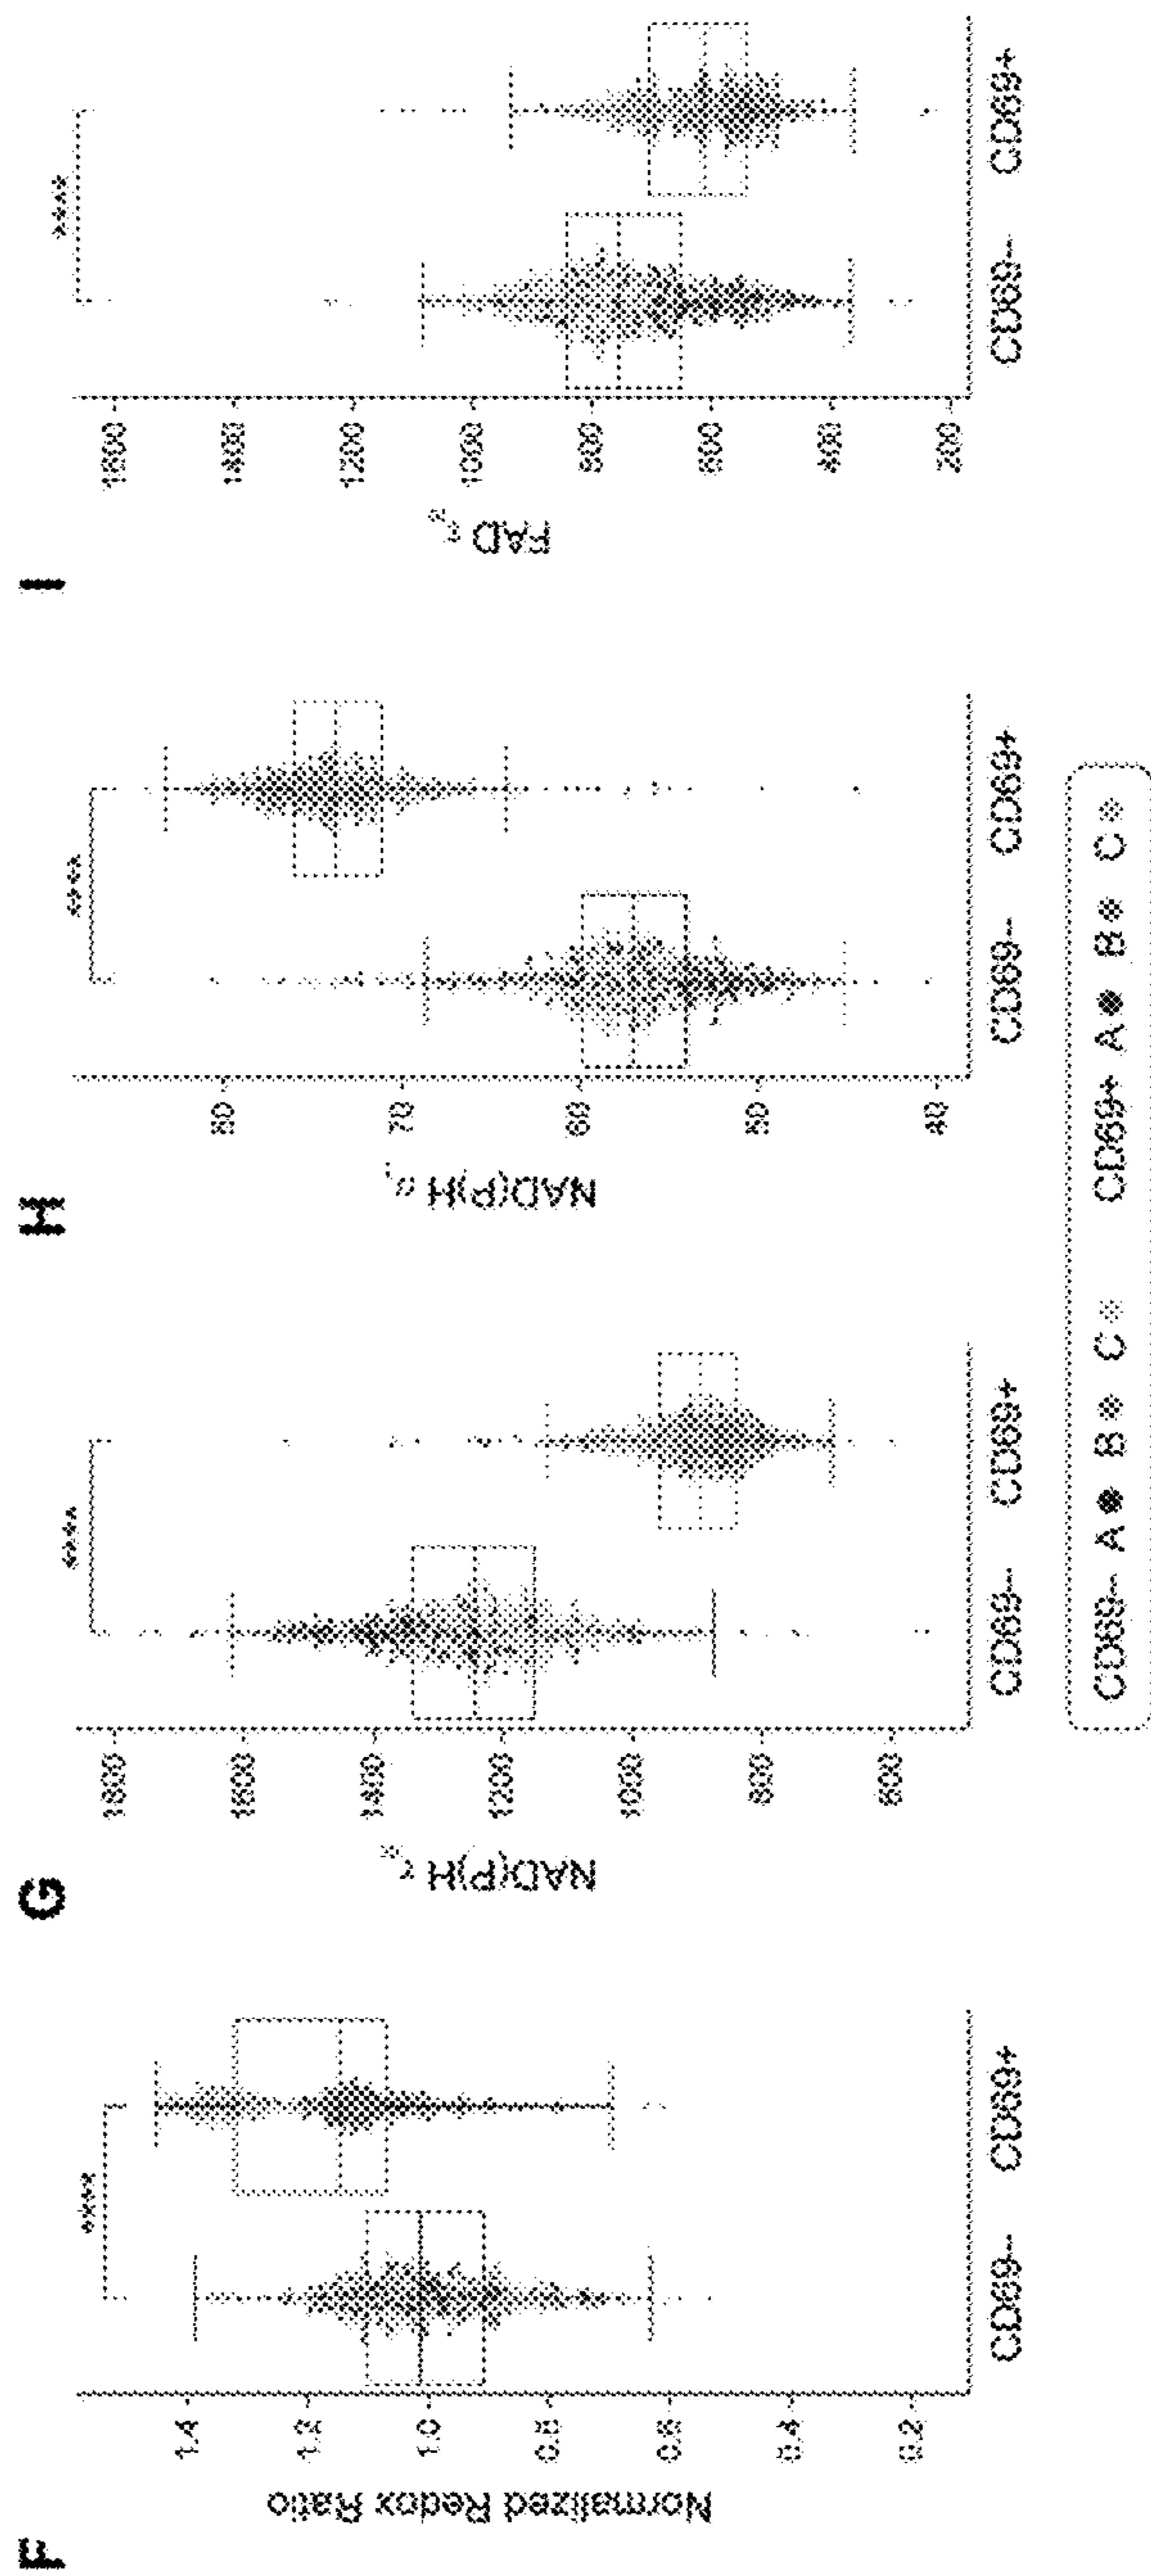 F
Normalized Redox Ratio
1.4
1.2
1.0
0.8
0.6
0.4
0.2
****
CD69- CD69+
G
NAD(P)H τₘ
1800
1600
1400
1200
1000
800
600
****
CD69- CD69+
H
NAD(P)H α₁
80
70
60
50
40
****
CD69- CD69+
I
FAD τₘ
1600
1400
1200
1000
800
600
400
200
****
CD69- CD69+
CD69- A B C CD69+ A B C